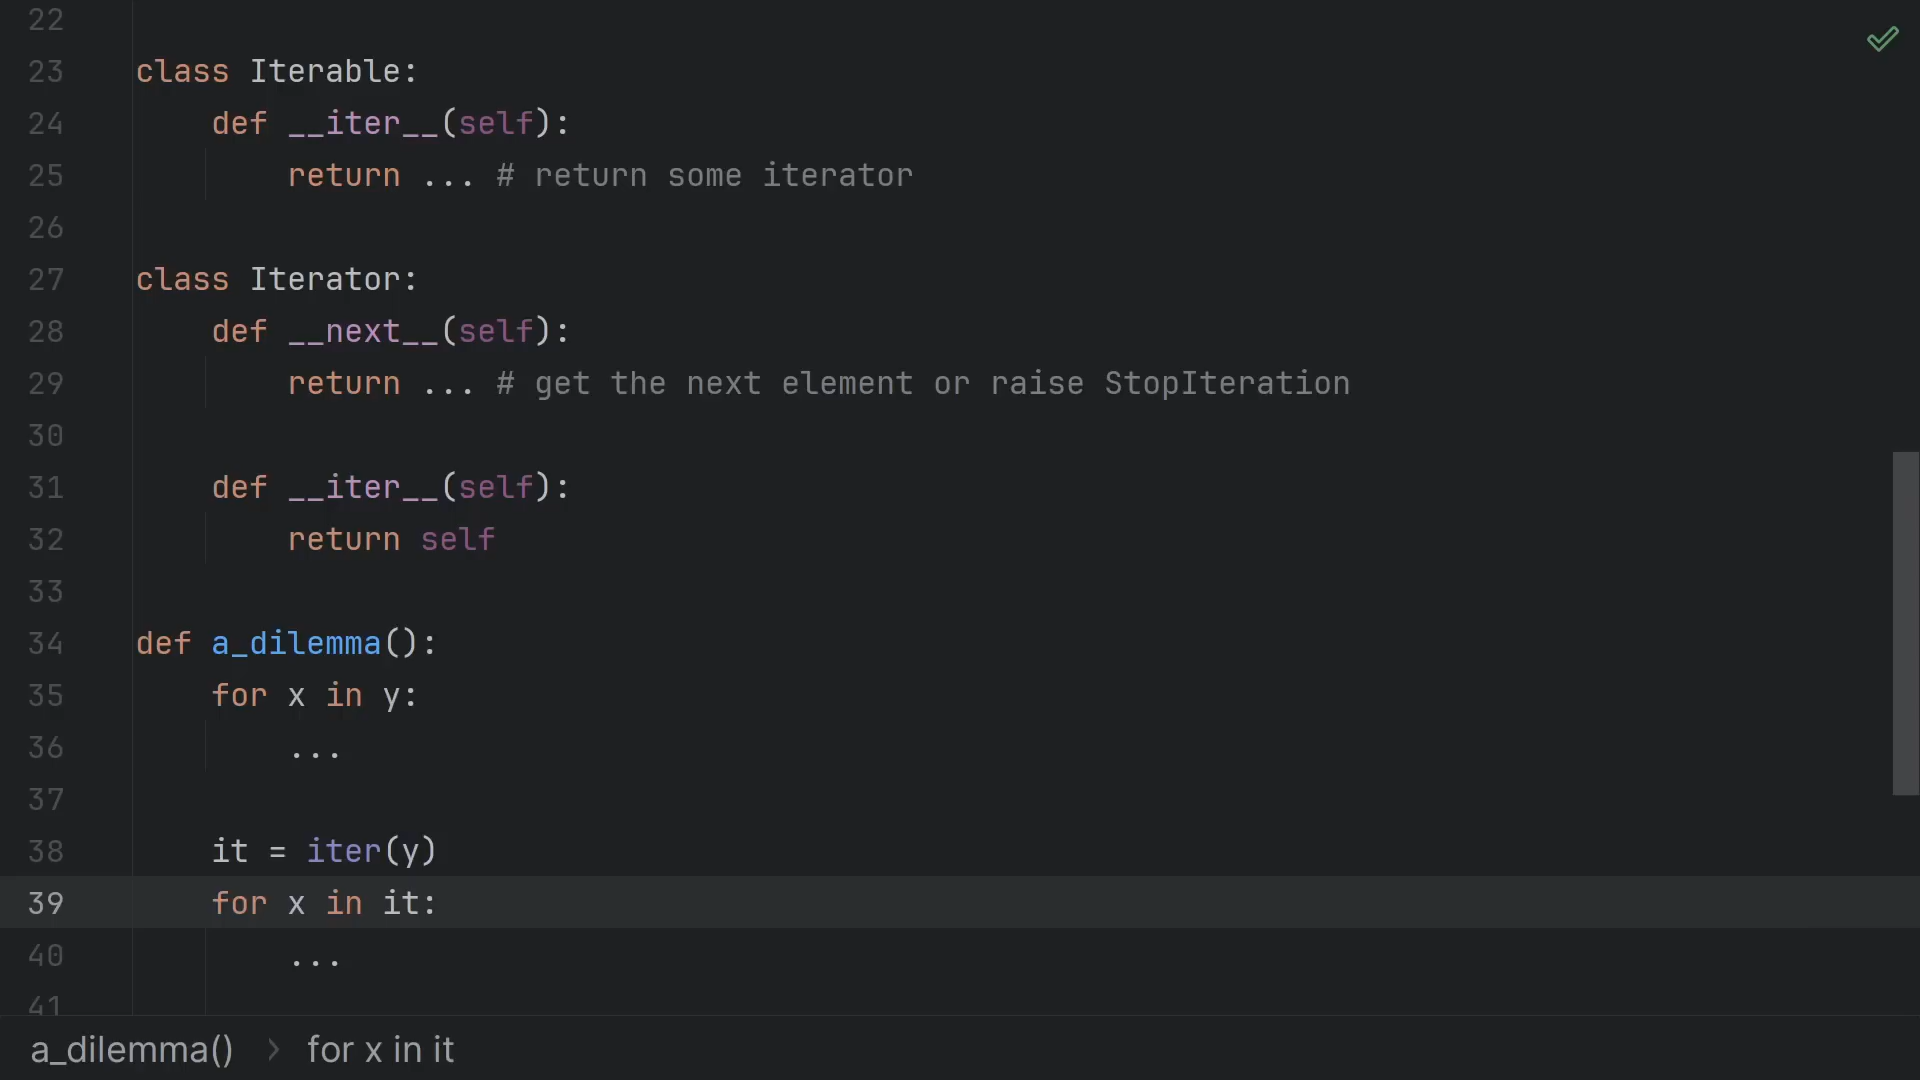 22
23 class Iterable:
24     def __iter__(self):
25         return ... # return some iterator
26
27 class Iterator:
28     def __next__(self):
29         return ... # get the next element or raise StopIteration
30
31     def __iter__(self):
32         return self
33
34 def a_dilemma():
35     for x in y:
36         ...
37
38     it = iter(y)
39     for x in it:
40         ...
41
a_dilemma() > for x in it